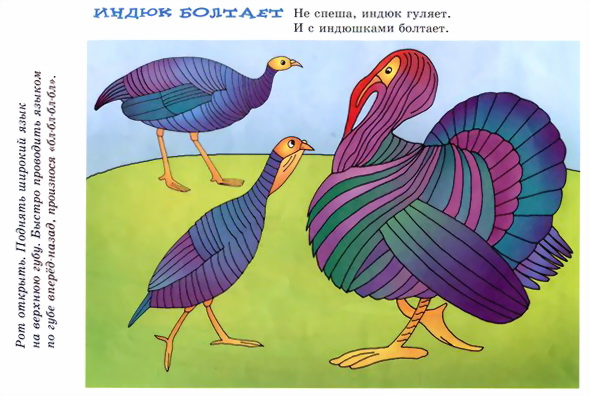 ИНДЮК БОЛТАЕТ
Не спеша, индюк гуляет.
И с индюшками болтает.
Рот открыть. Поднять широкий язык
на верхнюю губу. Быстро проводить языком
по губе вперёд-назад, произнося «бл-бл-бл-бл».